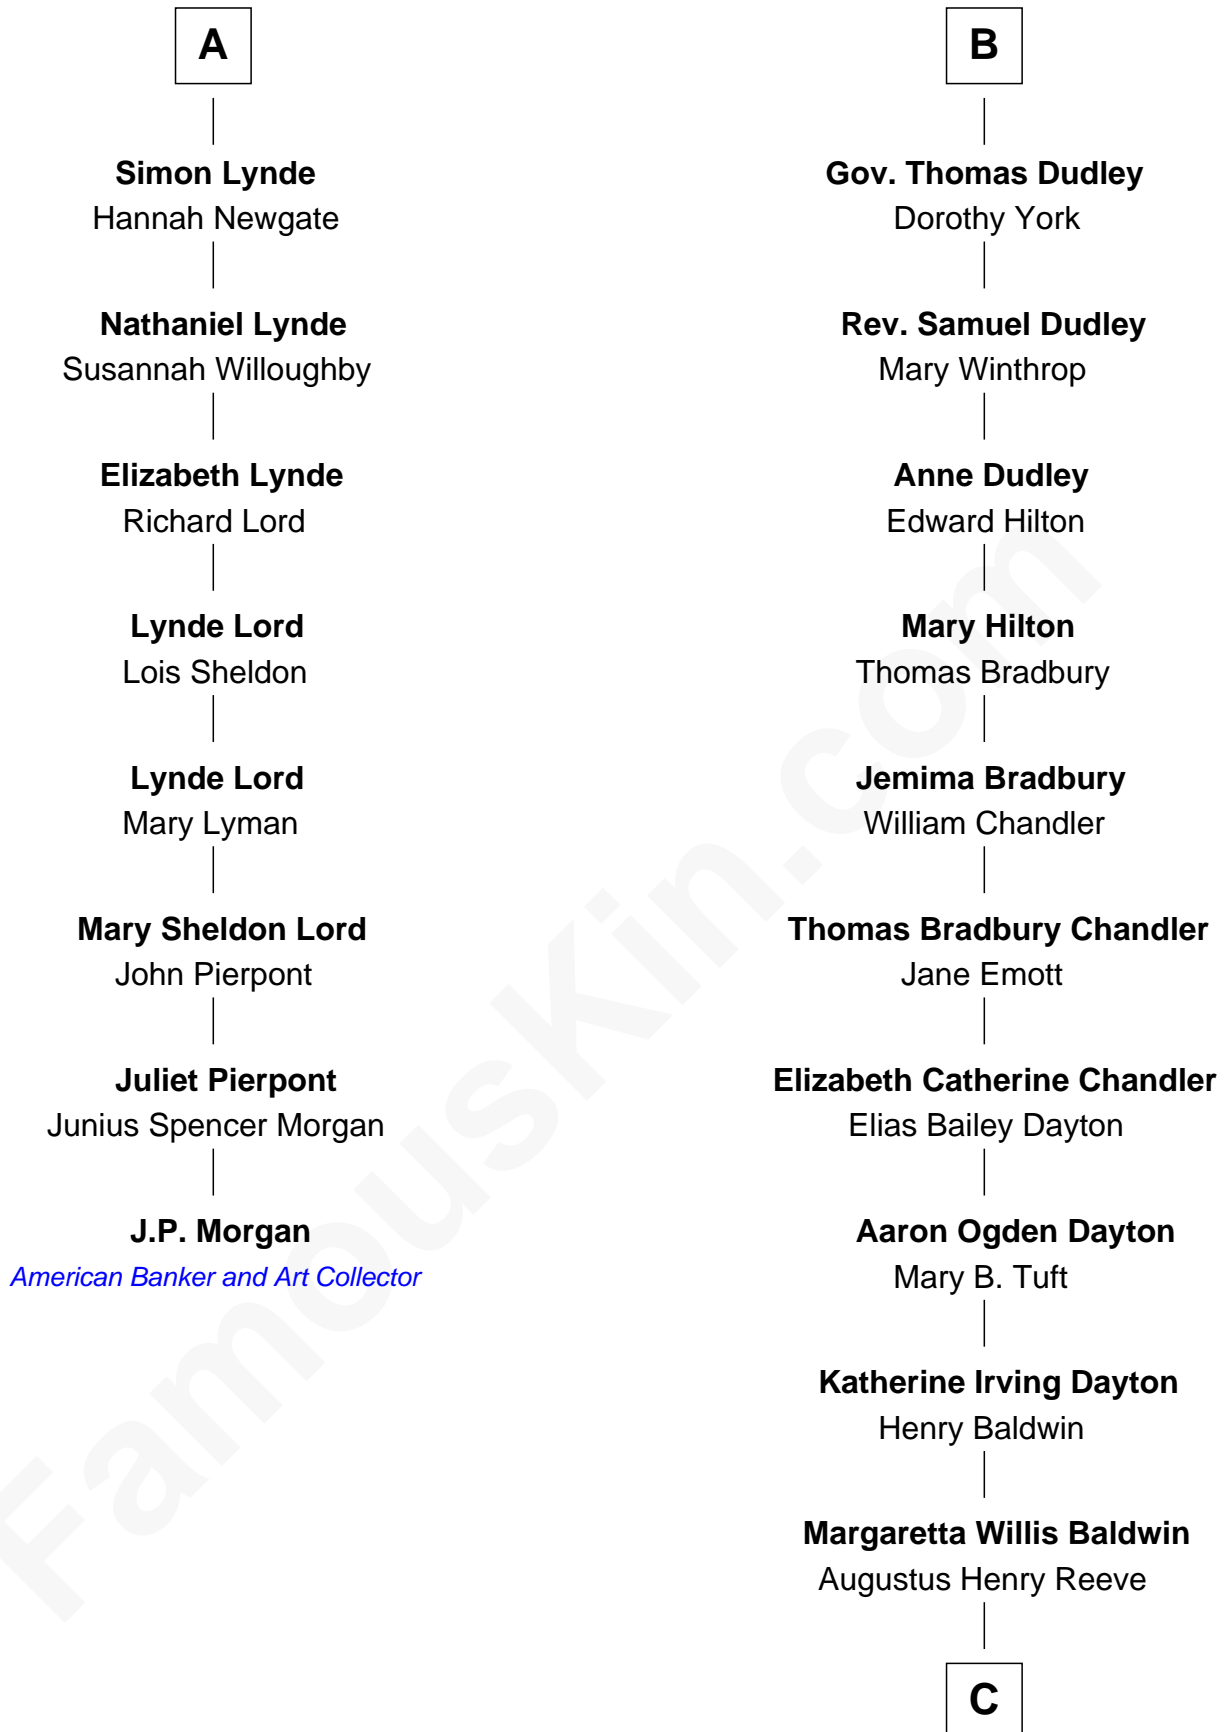 A
Simon Lynde
Hannah Newgate
Nathaniel Lynde
Susannah Willoughby
Elizabeth Lynde
Richard Lord
Lynde Lord
Lois Sheldon
Lynde Lord
Mary Lyman
Mary Sheldon Lord
John Pierpont
Juliet Pierpont
Junius Spencer Morgan
J.P. Morgan
American Banker and Art Collector
B
Gov. Thomas Dudley
Dorothy York
Rev. Samuel Dudley
Mary Winthrop
Anne Dudley
Edward Hilton
Mary Hilton
Thomas Bradbury
Jemima Bradbury
William Chandler
Thomas Bradbury Chandler
Jane Emott
Elizabeth Catherine Chandler
Elias Bailey Dayton
Aaron Ogden Dayton
Mary B. Tuft
Katherine Irving Dayton
Henry Baldwin
Margaretta Willis Baldwin
Augustus Henry Reeve
C
FamousKin.com